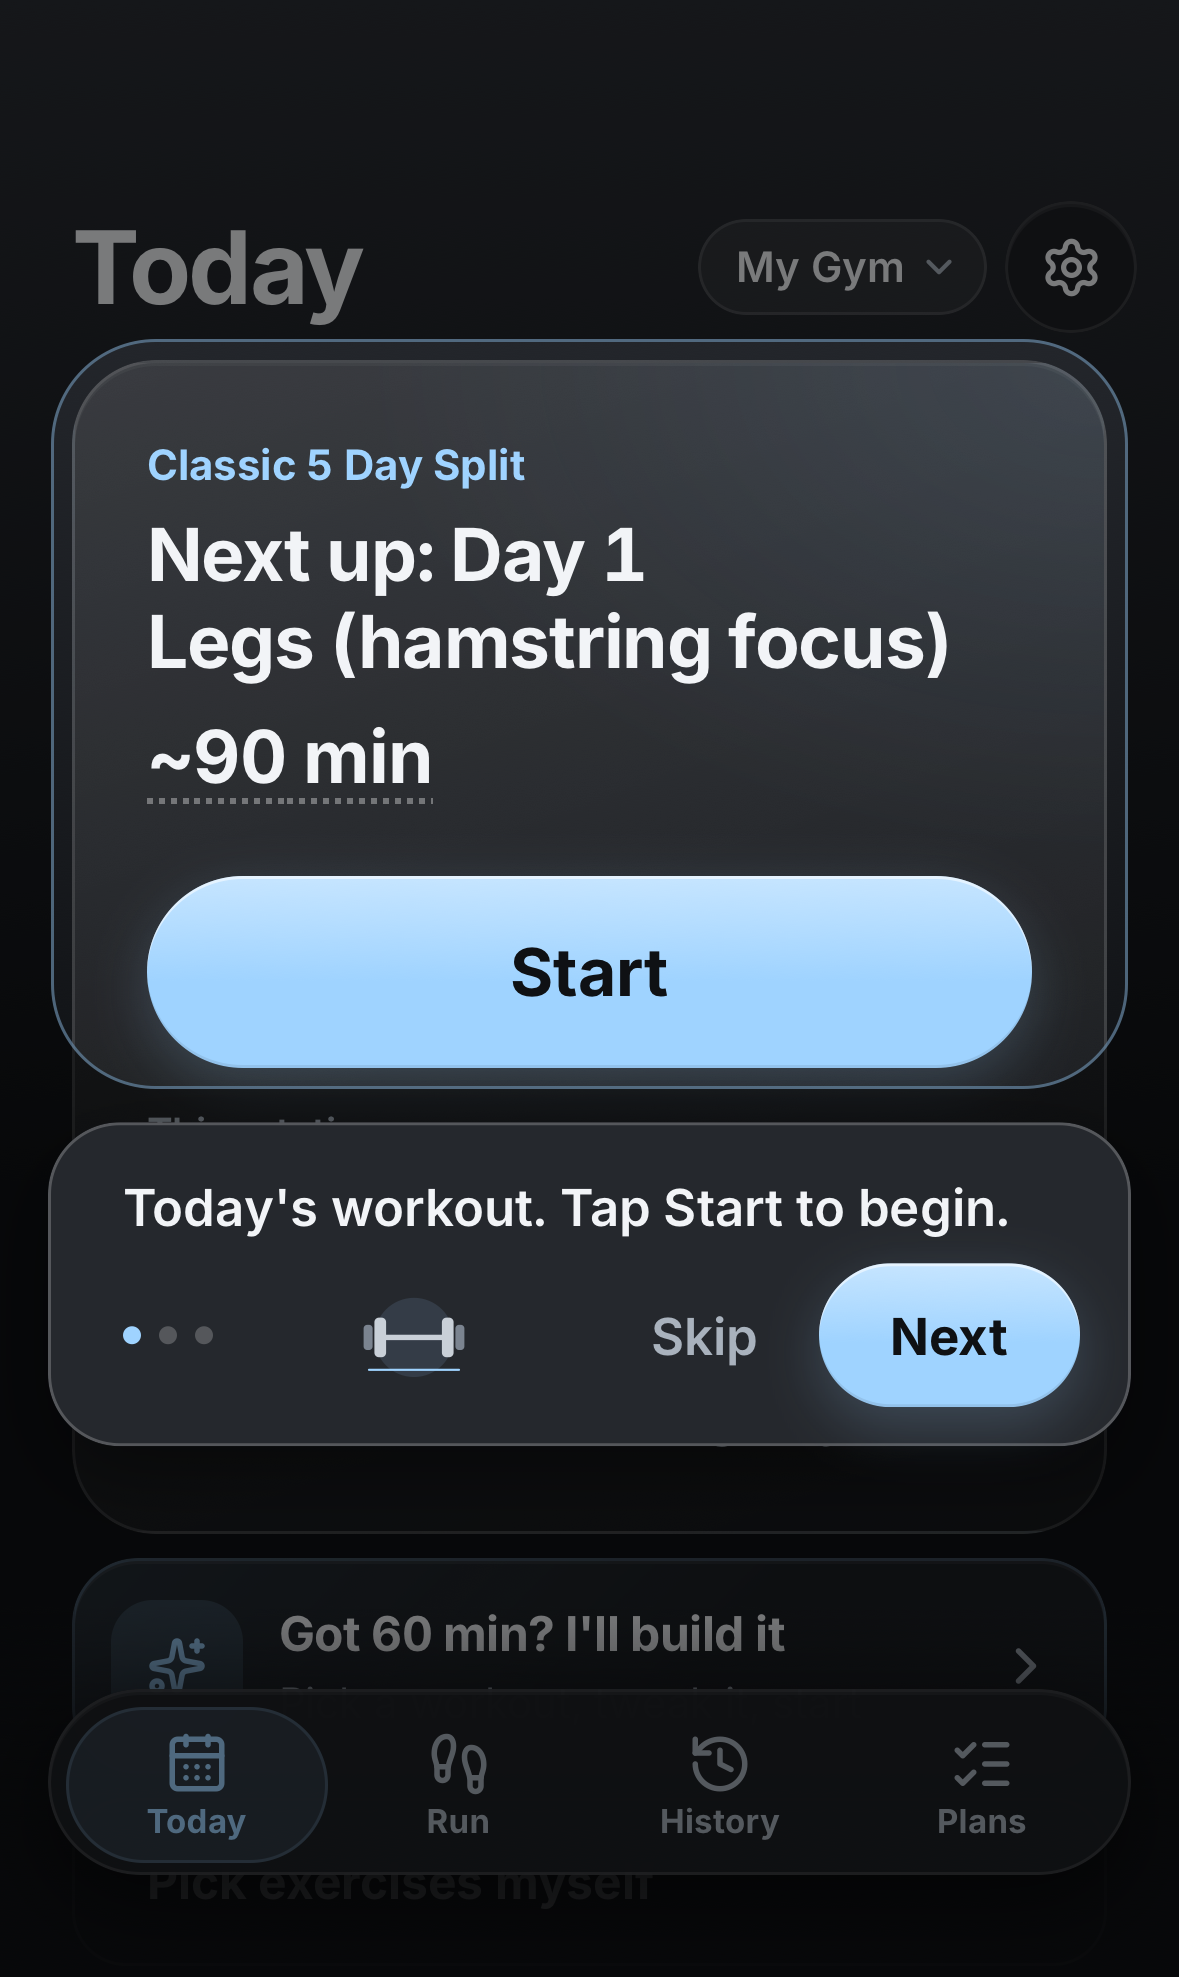 Today
My Gym
Classic 5 Day Split
Next up: Day 1
Legs (hamstring focus)
~90 min
Start
Today's workout. Tap Start to begin.
Skip
Next
Got 60 min? I'll build it
Today
Run
History
Plans
Pick exercises myself